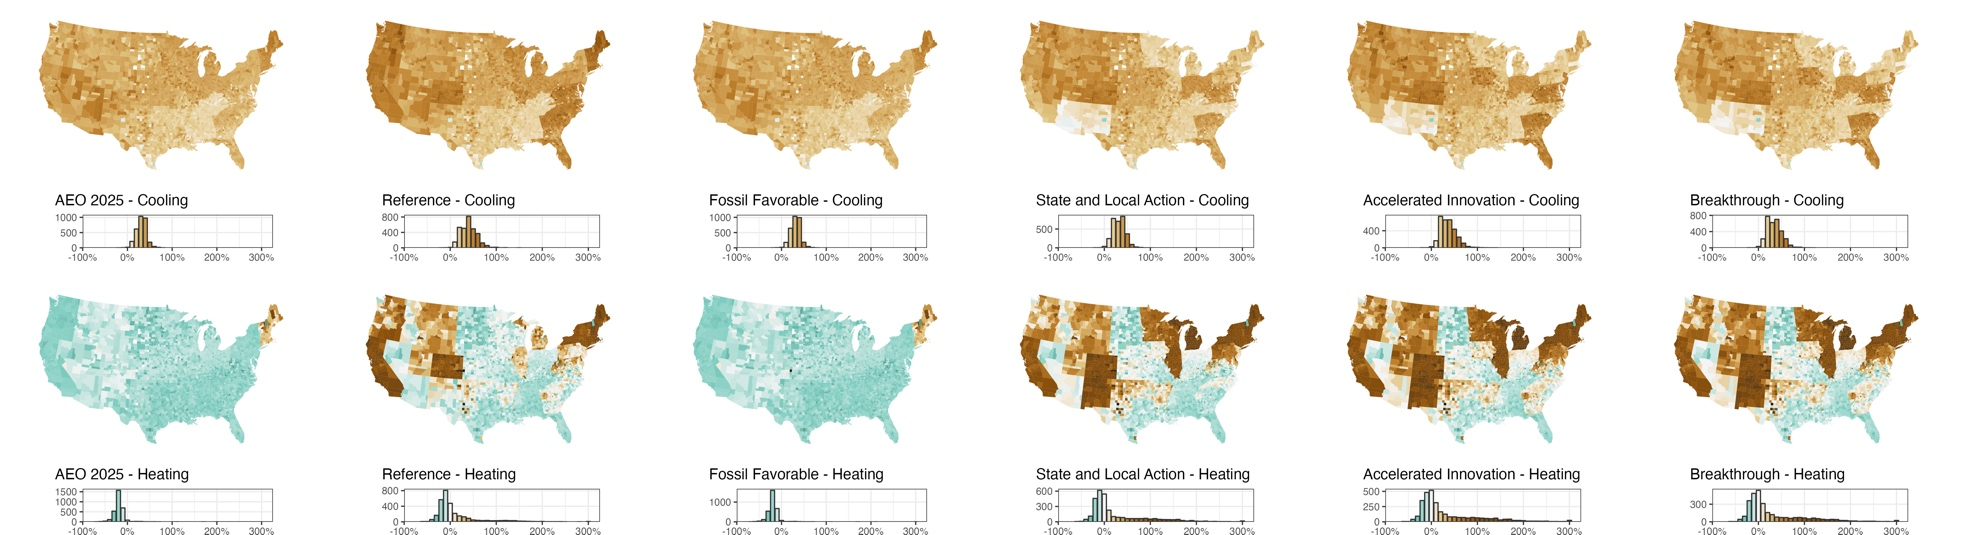 AEO 2025 - Cooling
Reference - Cooling
Fossil Favorable - Cooling
State and Local Action - Cooling
Accelerated Innovation - Cooling
Breakthrough - Cooling
1000
500
0
-100% 0% 100% 200% 300%
800
400
0
-100% 0% 100% 200% 300%
1000
500
0
-100% 0% 100% 200% 300%
500
0
-100% 0% 100% 200% 300%
400
0
-100% 0% 100% 200% 300%
800
400
0
-100% 0% 100% 200% 300%
AEO 2025 - Heating
Reference - Heating
Fossil Favorable - Heating
State and Local Action - Heating
Accelerated Innovation - Heating
Breakthrough - Heating
1500
1000
500
0
-100% 0% 100% 200% 300%
800
400
0
-100% 0% 100% 200% 300%
1000
0
-100% 0% 100% 200% 300%
600
300
0
-100% 0% 100% 200% 300%
500
250
0
-100% 0% 100% 200% 300%
300
0
-100% 0% 100% 200% 300%